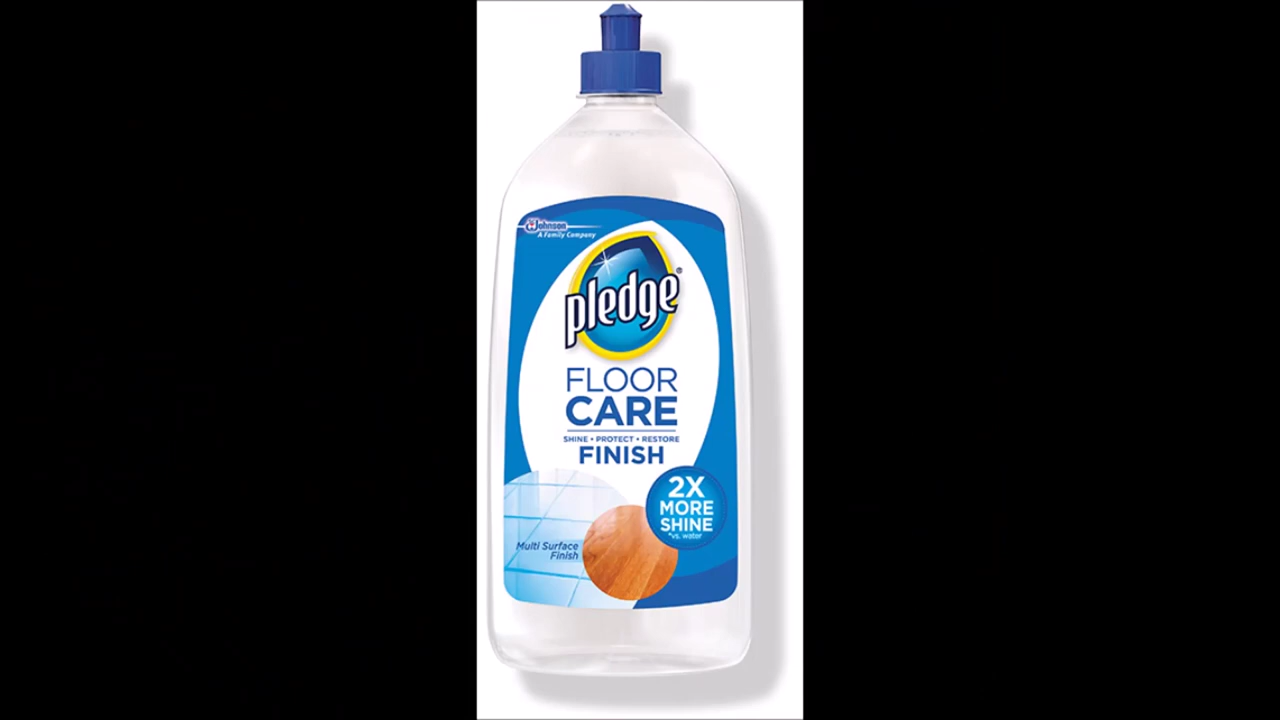 SC Johnson
A Family Company
pledge®
FLOOR
CARE
SHINE • PROTECT • RESTORE
FINISH
2X
MORE
SHINE
*vs. water
Multi Surface
Finish